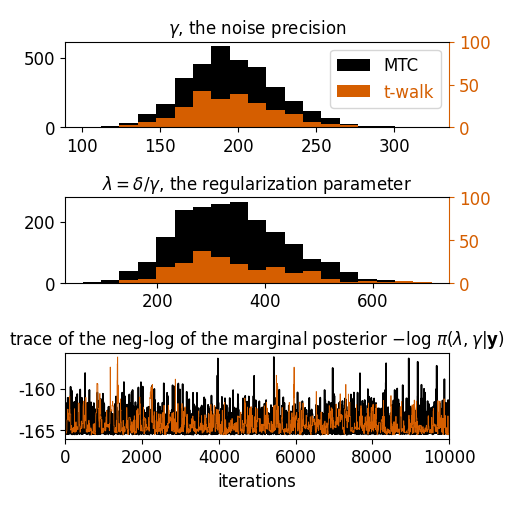 γ, the noise precision
500
0
100
50
0
MTC
t-walk
100 150 200 250 300
λ = δ/γ, the regularization parameter
200
0
100
50
0
200 400 600
trace of the neg-log of the marginal posterior −log π(λ, γ|y)
-160
-165
0 2000 4000 6000 8000 10000
iterations